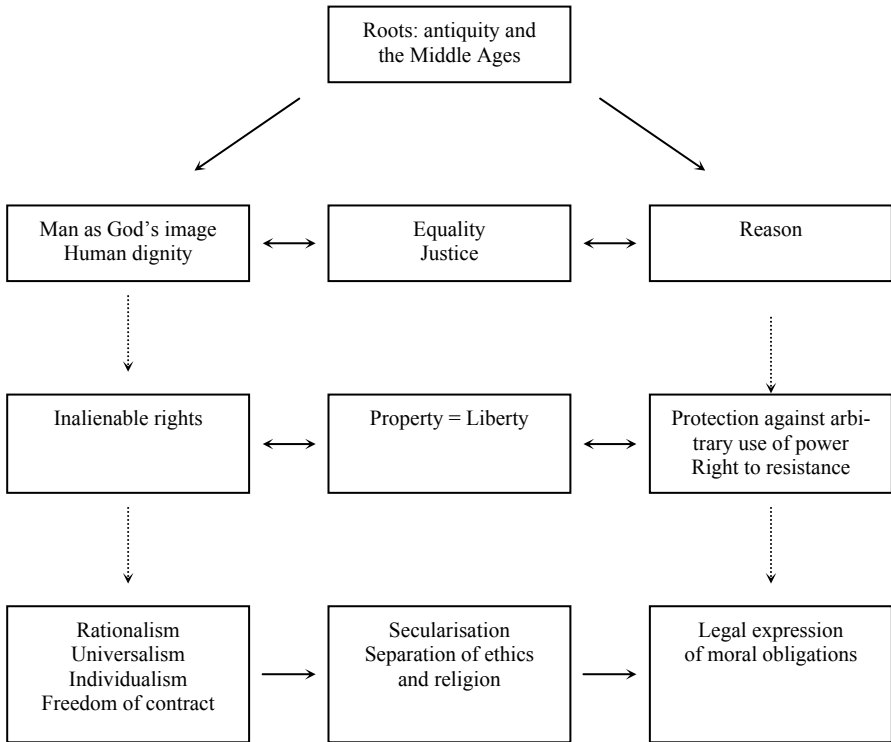 Roots: antiquity and
the Middle Ages
Man as God’s image
Human dignity
Equality
Justice
Reason
Inalienable rights
Property = Liberty
Protection against arbi-
trary use of power
Right to resistance
Rationalism
Universalism
Individualism
Freedom of contract
Secularisation
Separation of ethics
and religion
Legal expression
of moral obligations